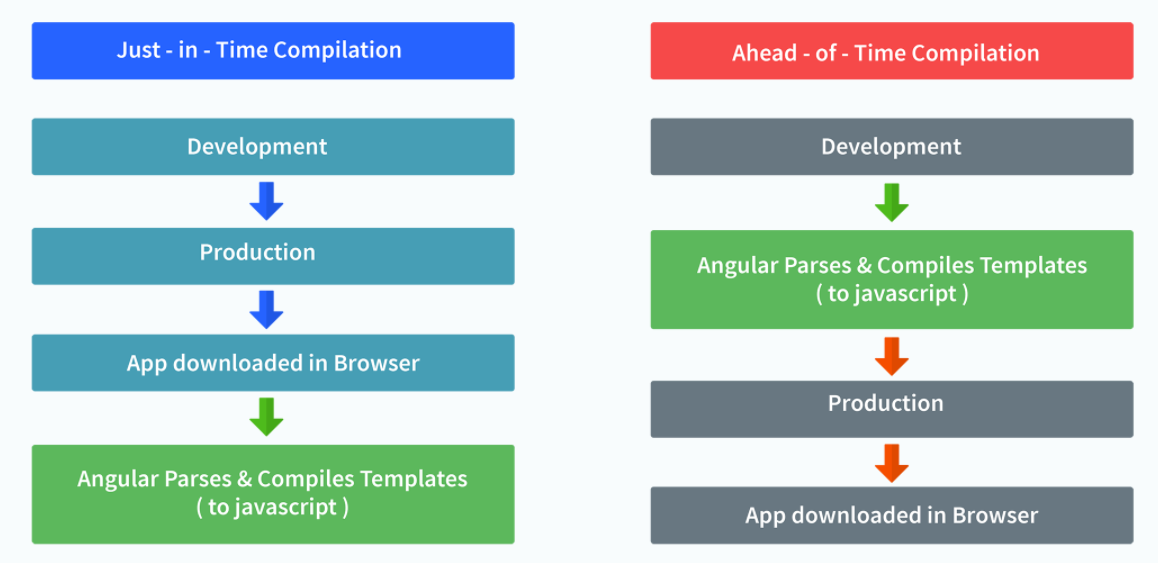 Just - in - Time Compilation
Development
Production
App downloaded in Browser
Angular Parses & Compiles Templates
( to javascript )
Ahead - of - Time Compilation
Development
Angular Parses & Compiles Templates
( to javascript )
Production
App downloaded in Browser